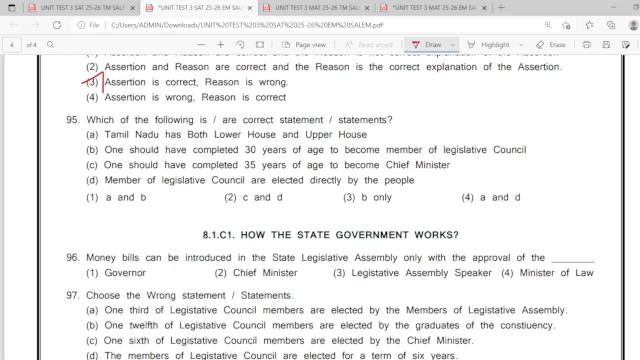 UNIT TEST 3 SAT 25-26 TM SALEM
*UNIT TEST 3 SAT 25-26 EM SALE
UNIT TEST 3 MAT 25-26 TM SALEM
*UNIT TEST 3 MAT 25-26 EM SALE
File | C:/Users/ADMIN/Downloads/UNIT%20TEST%203%20SAT%2025-26%20EM%20SALEM.pdf
4 of 4
Page view
Read aloud
Add text
Draw
Highlight
Erase
(2) Assertion and Reason are correct and the Reason is the correct explanation of the Assertion.
(3) Assertion is correct, Reason is wrong.
(4) Assertion is wrong, Reason is correct
95. Which of the following is / are correct statement / statements?
(a) Tamil Nadu has Both Lower House and Upper House
(b) One should have completed 30 years of age to become member of legislative Council
(c) One should have completed 35 years of age to become Chief Minister
(d) Member of legislative Council are elected directly by the people
(1) a and b (2) c and d (3) b only (4) a and d
8.1.C1. HOW THE STATE GOVERNMENT WORKS?
96. Money bills can be introduced in the State Legislative Assembly only with the approval of the ________
(1) Governor (2) Chief Minister (3) Legislative Assembly Speaker (4) Minister of Law
97. Choose the Wrong statement / Statements.
(a) One third of Legislative Council members are elected by the Members of Legislative Assembly.
(b) One twelfth of Legislative Council members are elected by the graduates of the constiuency.
(c) One sixth of Legislative Council members are elected by the Chief Minister.
(d) The members of Legislative Council are elected for a term of six years.